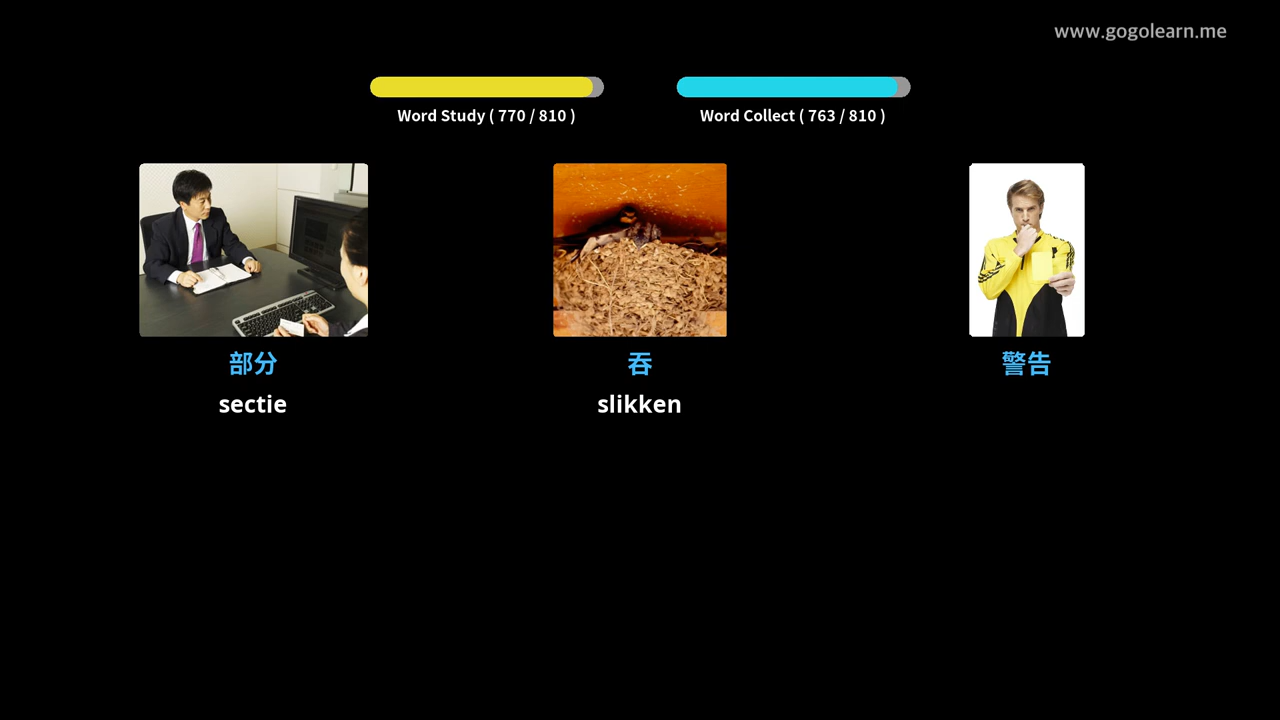 www.gogolearn.me
Word Study ( 770 / 810 )
Word Collect ( 763 / 810 )
部分
吞
警告
sectie
slikken